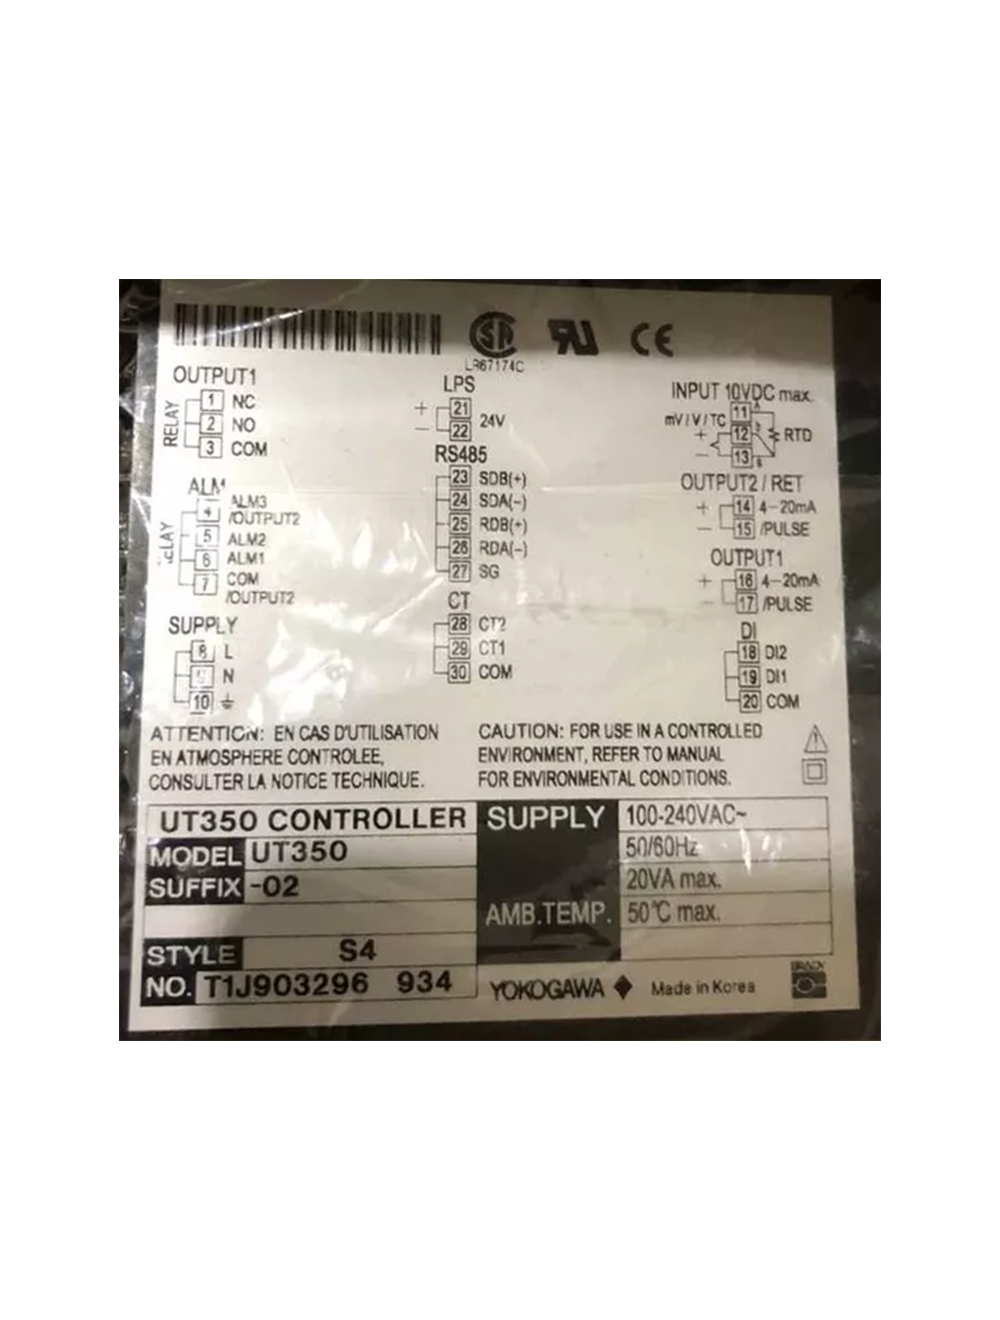 LR67174C
OUTPUT1
RELAY
1 NC
2 NO
3 COM
ALM
4 ALM3
/OUTPUT2
5 ALM2
6 ALM1
7 COM
/OUTPUT2
SUPPLY
8 L
9 N
10
LPS
+ 21
24V
- 22
RS485
23 SDB(+)
24 SDA(-)
25 RDB(+)
26 RDA(-)
27 SG
CT
28 CT2
29 CT1
30 COM
INPUT 10VDC max.
mV/V/TC
11 A
+ 12 b
RTD
- 13 B
OUTPUT2 / RET
+ 14 4-20mA
- 15 /PULSE
OUTPUT1
+ 16 4-20mA
- 17 /PULSE
DI
18 DI2
19 DI1
20 COM
ATTENTION: EN CAS D'UTILISATION
EN ATMOSPHERE CONTROLEE,
CONSULTER LA NOTICE TECHNIQUE.
CAUTION: FOR USE IN A CONTROLLED
ENVIRONMENT, REFER TO MANUAL
FOR ENVIRONMENTAL CONDITIONS.
UT350 CONTROLLER
MODEL UT350
SUFFIX -02
STYLE S4
NO. T1J903296 934
SUPPLY 100-240VAC~
50/60Hz
20VA max.
AMB.TEMP. 50°C max.
YOKOGAWA Made in Korea
BRADY